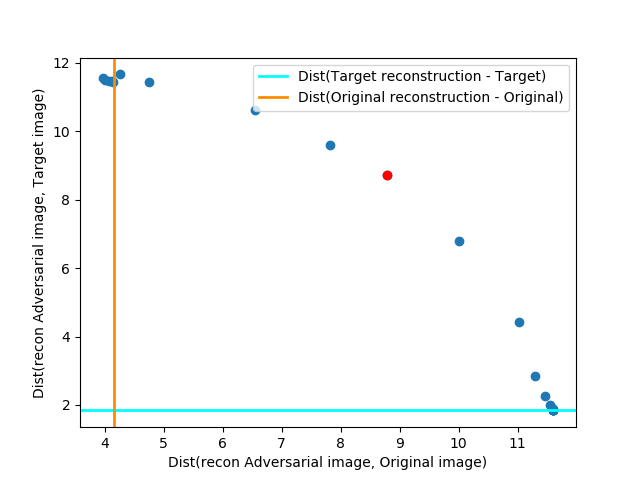 Dist(Target reconstruction - Target)
Dist(Original reconstruction - Original)
12
10
8
6
4
2
Dist(recon Adversarial image, Target image)
4 5 6 7 8 9 10 11
Dist(recon Adversarial image, Original image)